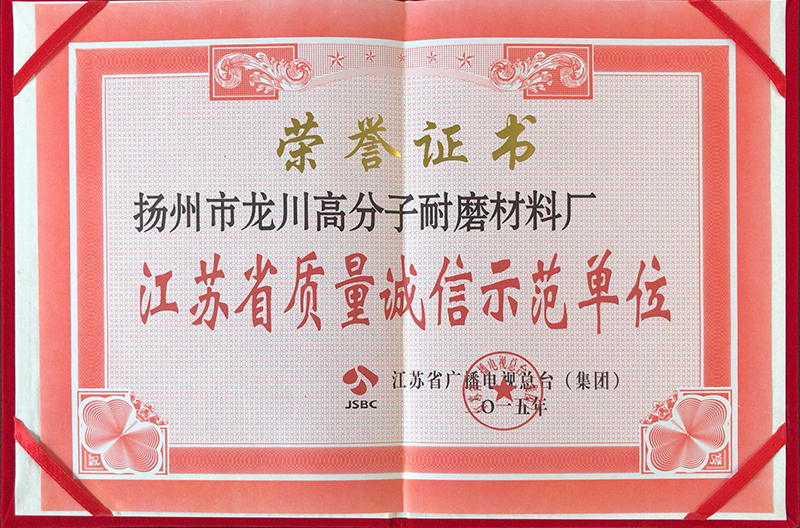 荣誉证书
扬州市龙川高分子耐磨材料厂
江苏省质量诚信示范单位
JSBC
江苏省广播电视总台（集团）
〇一五年